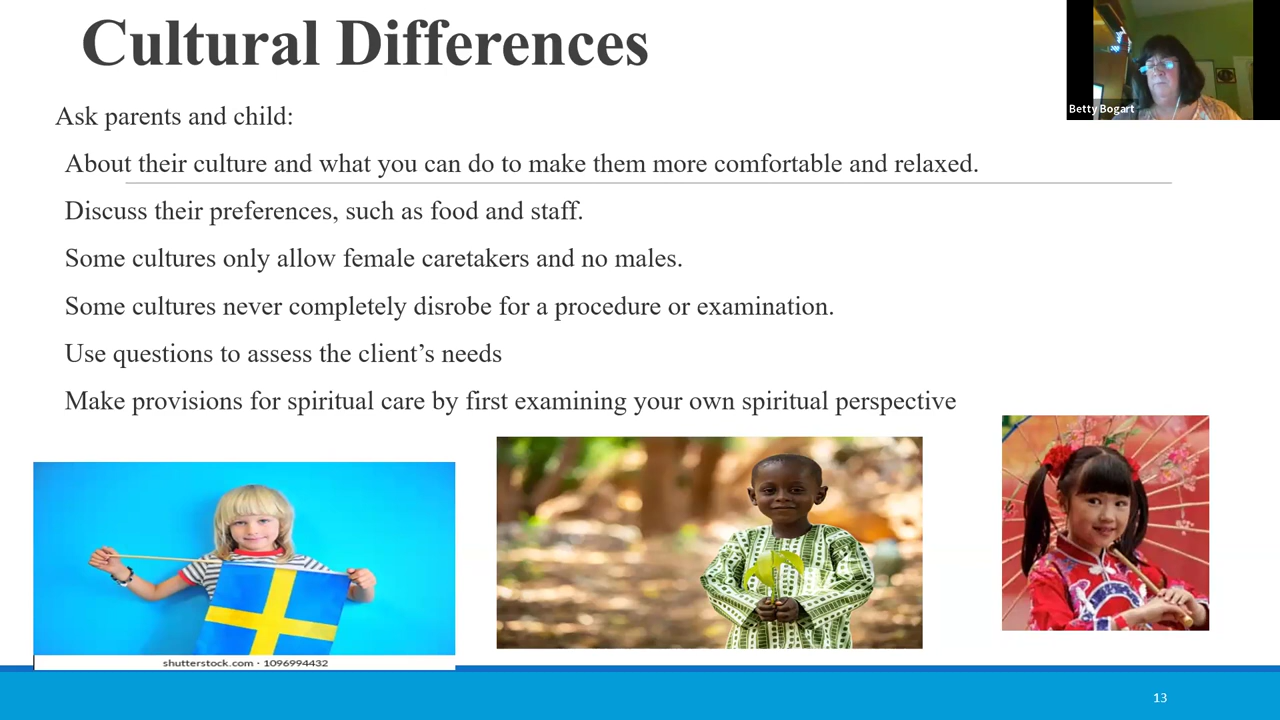 Cultural Differences
Betty Bogart
Ask parents and child:
About their culture and what you can do to make them more comfortable and relaxed.
Discuss their preferences, such as food and staff.
Some cultures only allow female caretakers and no males.
Some cultures never completely disrobe for a procedure or examination.
Use questions to assess the client’s needs
Make provisions for spiritual care by first examining your own spiritual perspective
shutterstock.com · 1096994432
13